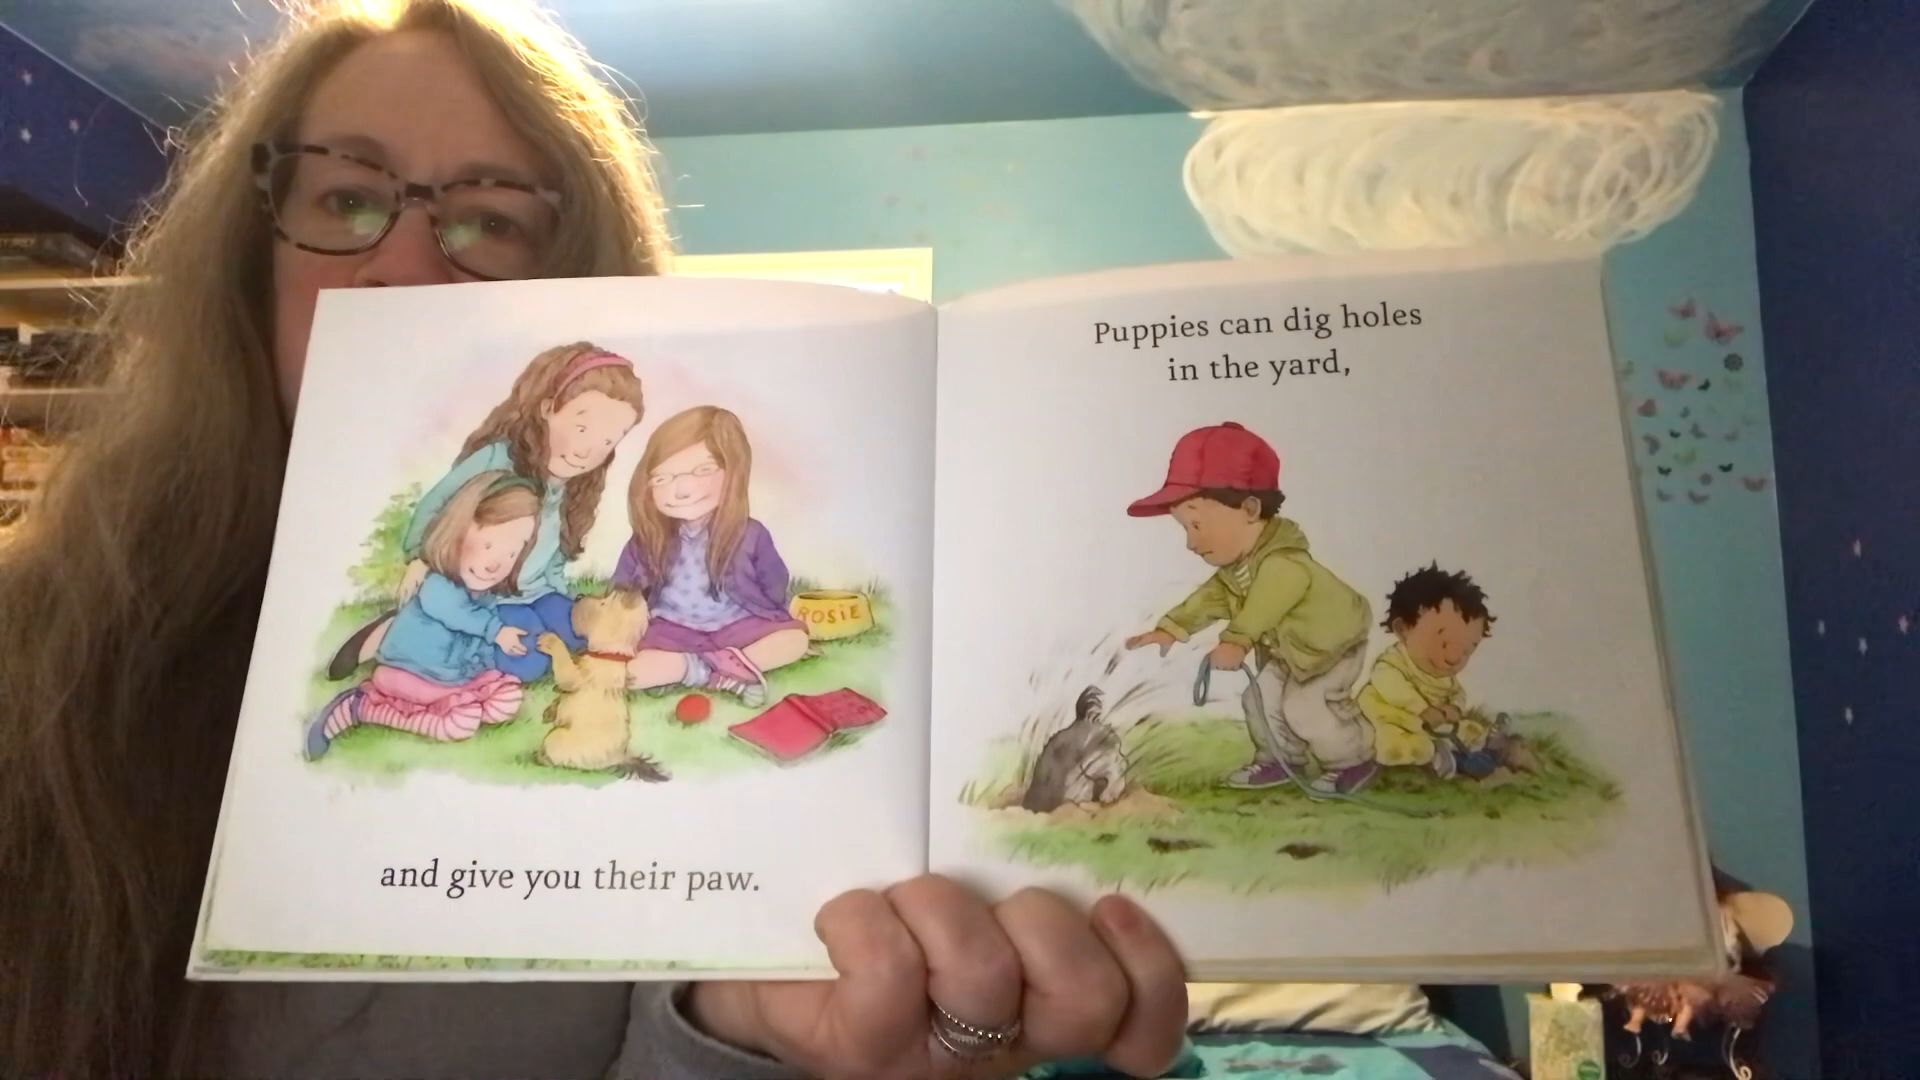 and give you their paw.
ROSIE
Puppies can dig holes
in the yard,